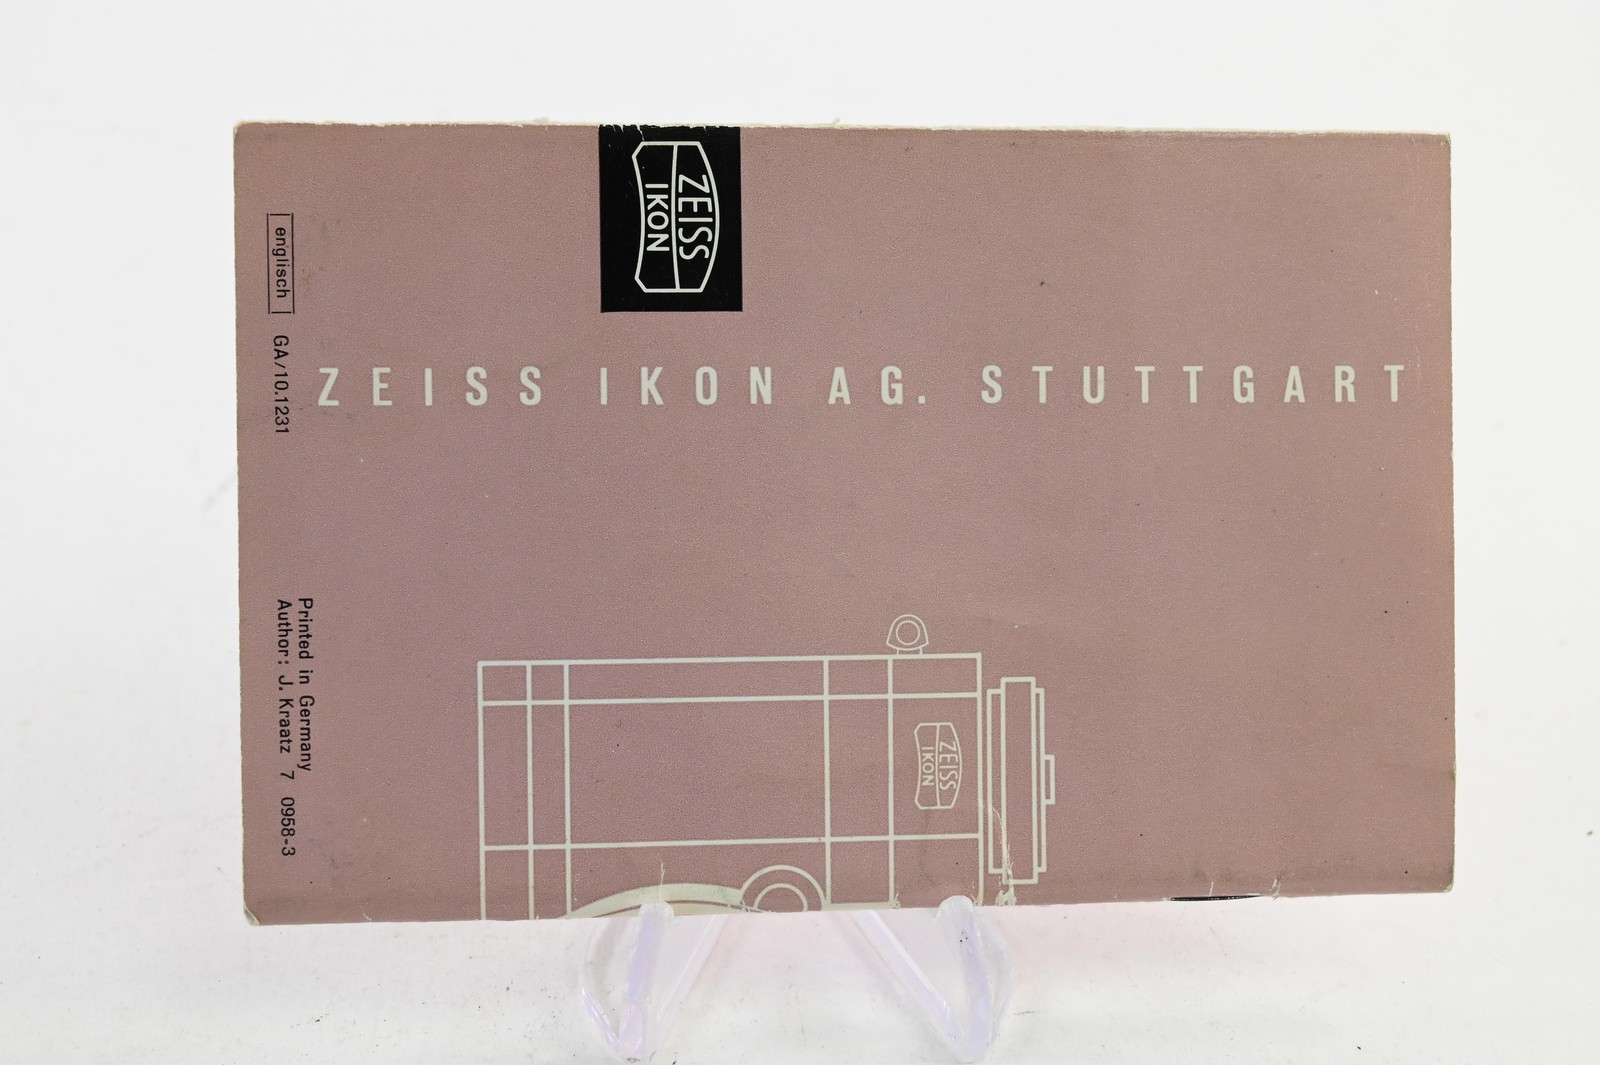 ZEISS
IKON
ZEISS IKON AG. STUTTGART
englisch GA/10.1231
Printed in Germany
Author: J. Kraatz 7 0958-3
ZEISS
IKON